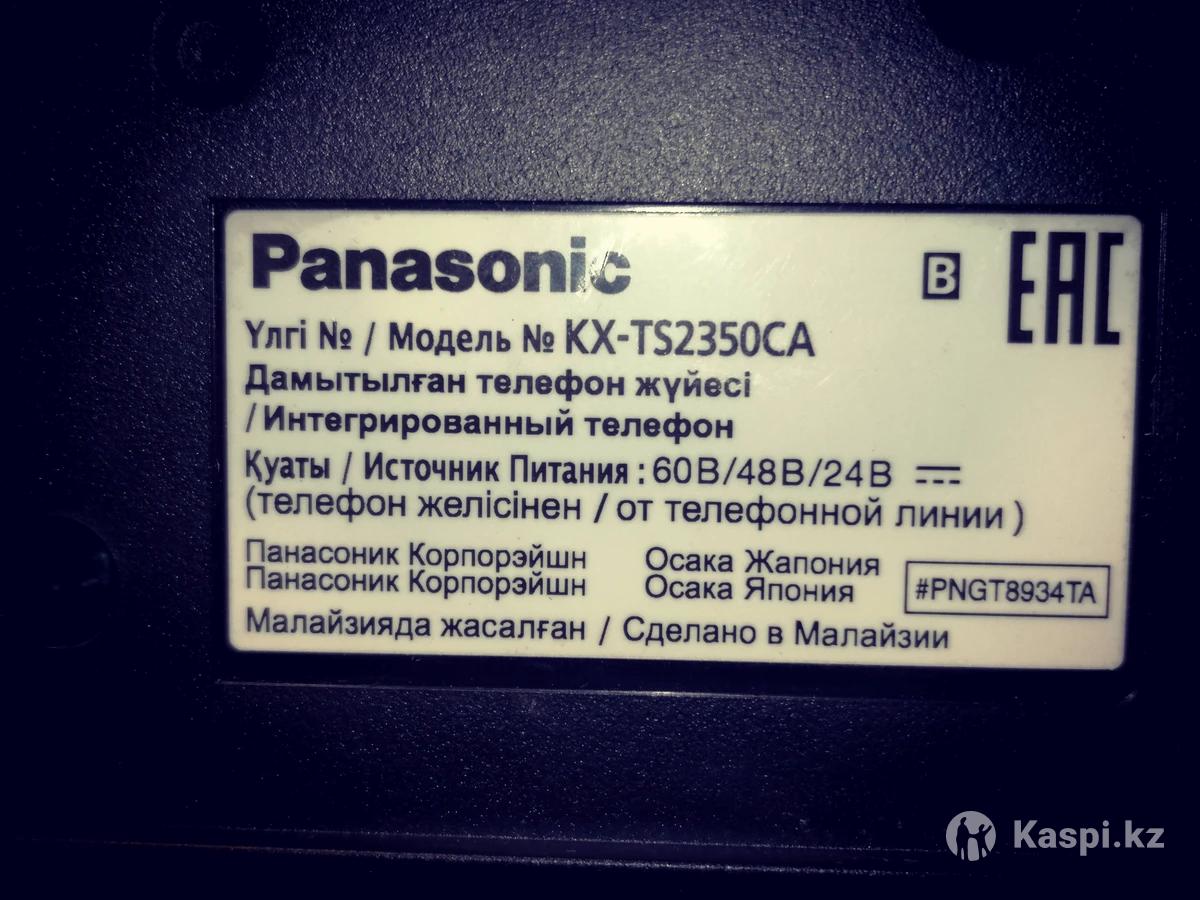 Panasonic
B
EAC
Үлгі № / Модель № KX-TS2350CA
Дамытылған телефон жүйесі
/Интегрированный телефон
Қуаты / Источник Питания : 60В/48В/24В
(телефон желісінен / от телефонной линии )
Панасоник Корпорэйшн Осака Жапония
Панасоник Корпорэйшн Осака Япония
#PNGT8934TA
Малайзияда жасалған / Сделано в Малайзии
Kaspi.kz